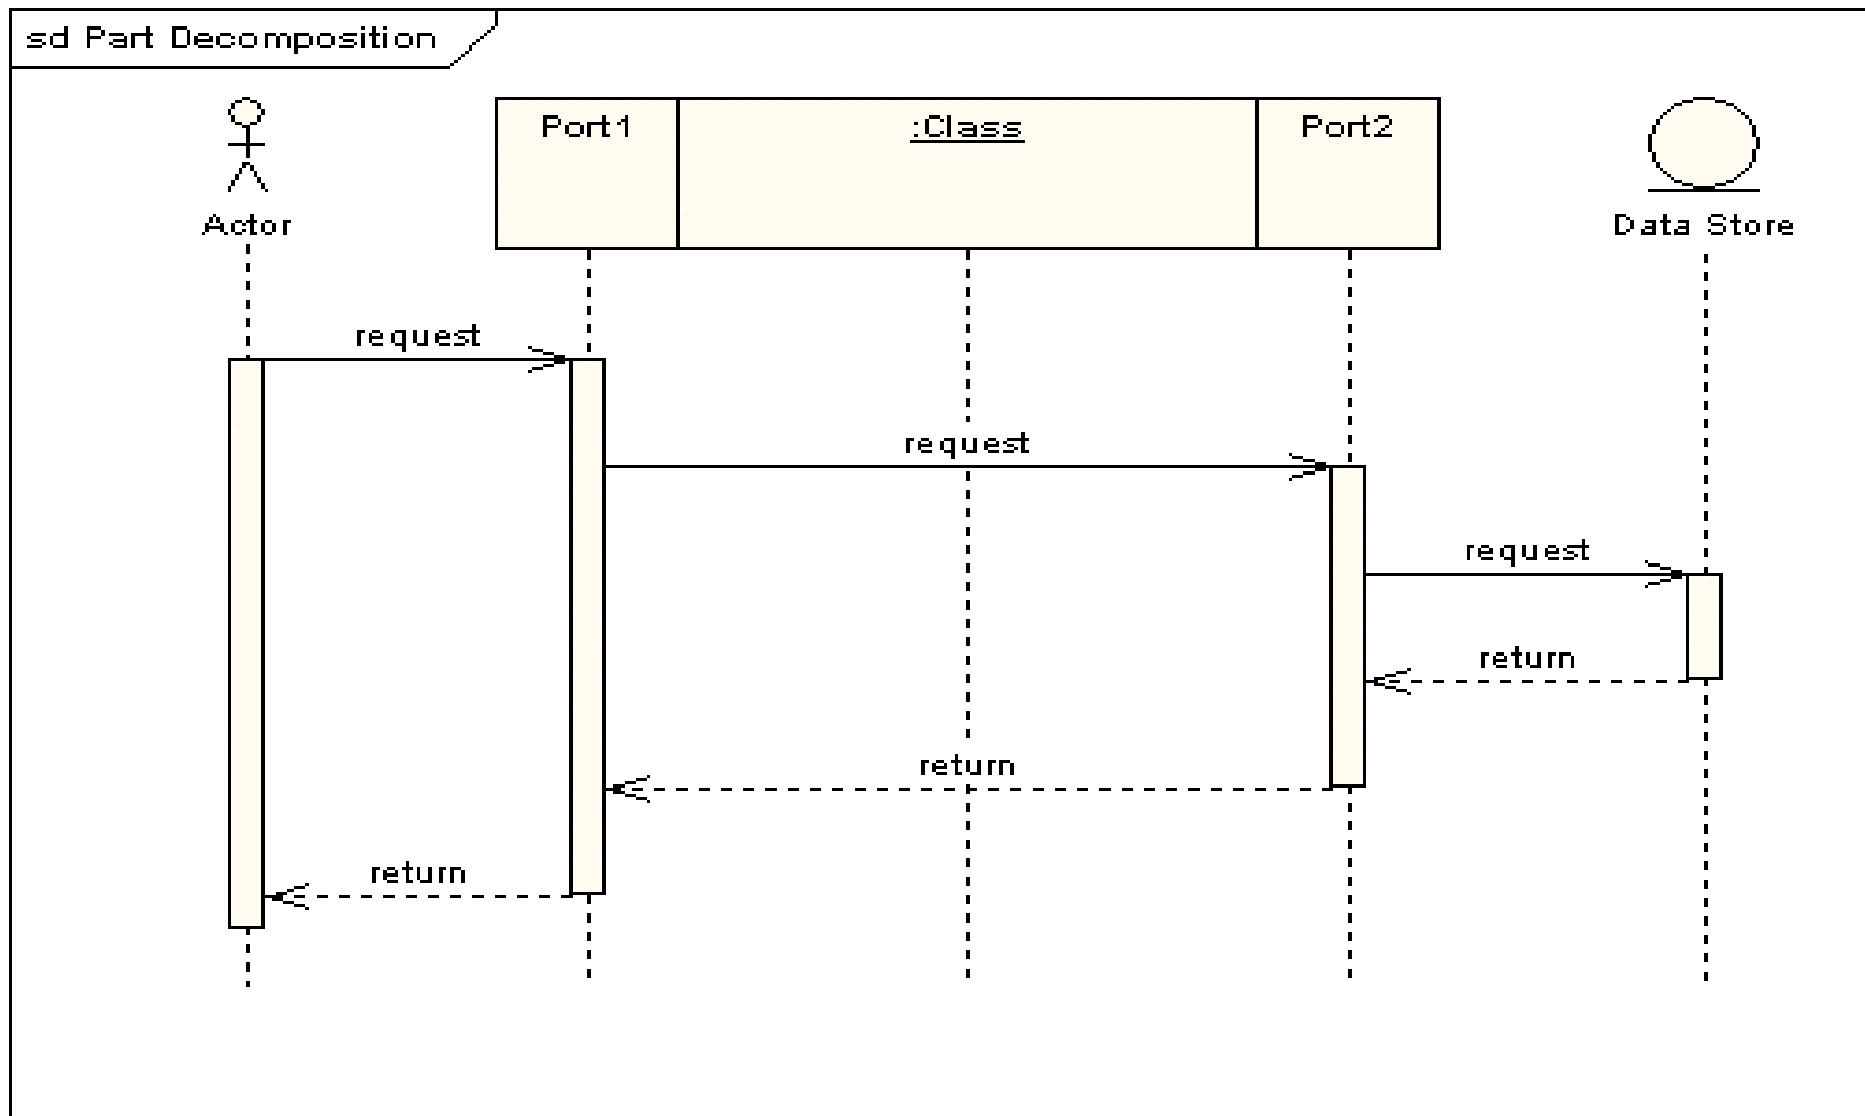 sd Part Decomposition
Port1
:Class
Port2
Actor
Data Store
request
request
request
return
return
return